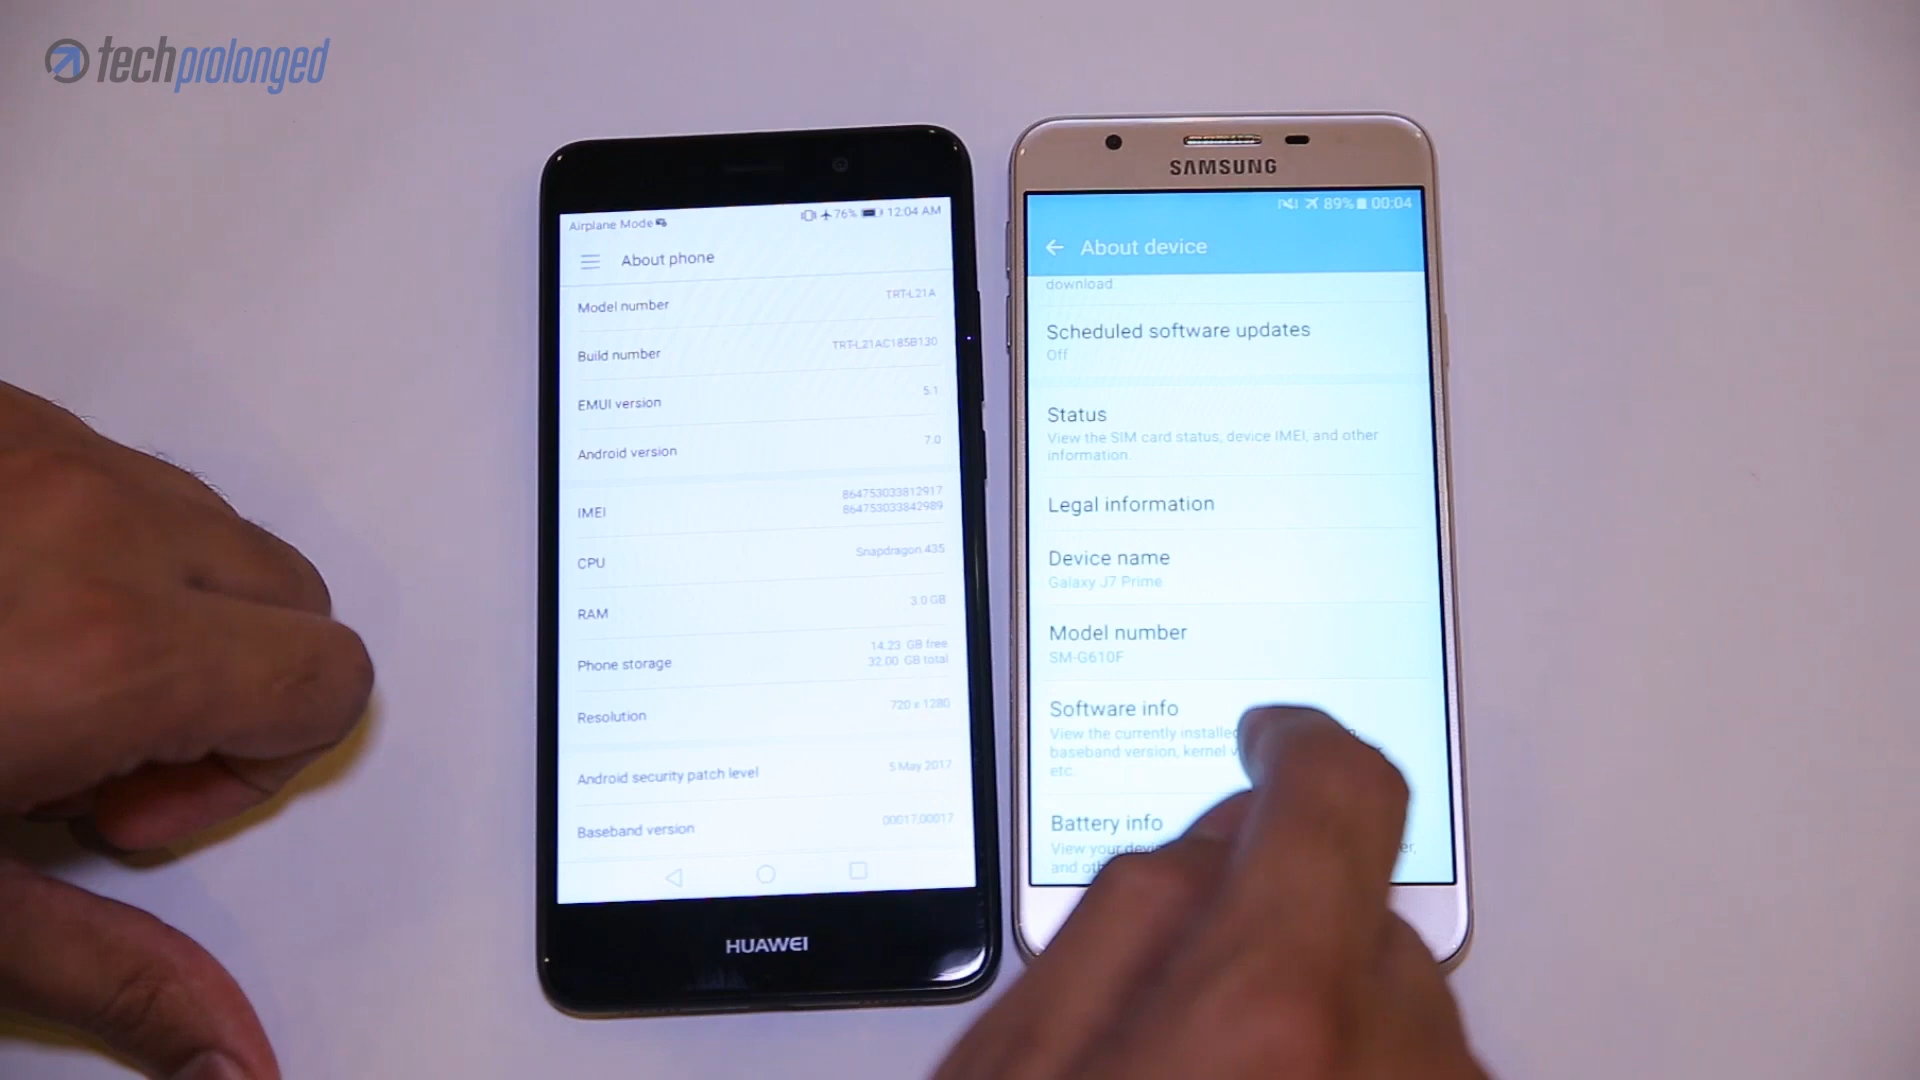 techprolonged
Airplane Mode
76% 12:04 AM
About phone
Model number
TRT-L21A
Build number
TRT-L21AC185B130
EMUI version
5.1
Android version
7.0
IMEI
864753033812917
864753033842989
CPU
Snapdragon 435
RAM
3.0 GB
Phone storage
14.23 GB free
32.00 GB total
Resolution
720 x 1280
Android security patch level
5 May 2017
Baseband version
00017,00017
HUAWEI
SAMSUNG
89% 00:04
About device
download
Scheduled software updates
Off
Status
View the SIM card status, device IMEI, and other
information.
Legal information
Device name
Galaxy J7 Prime
Model number
SM-G610F
Software info
View the currently installed
baseband version, kernel
etc.
Battery info
View your
and